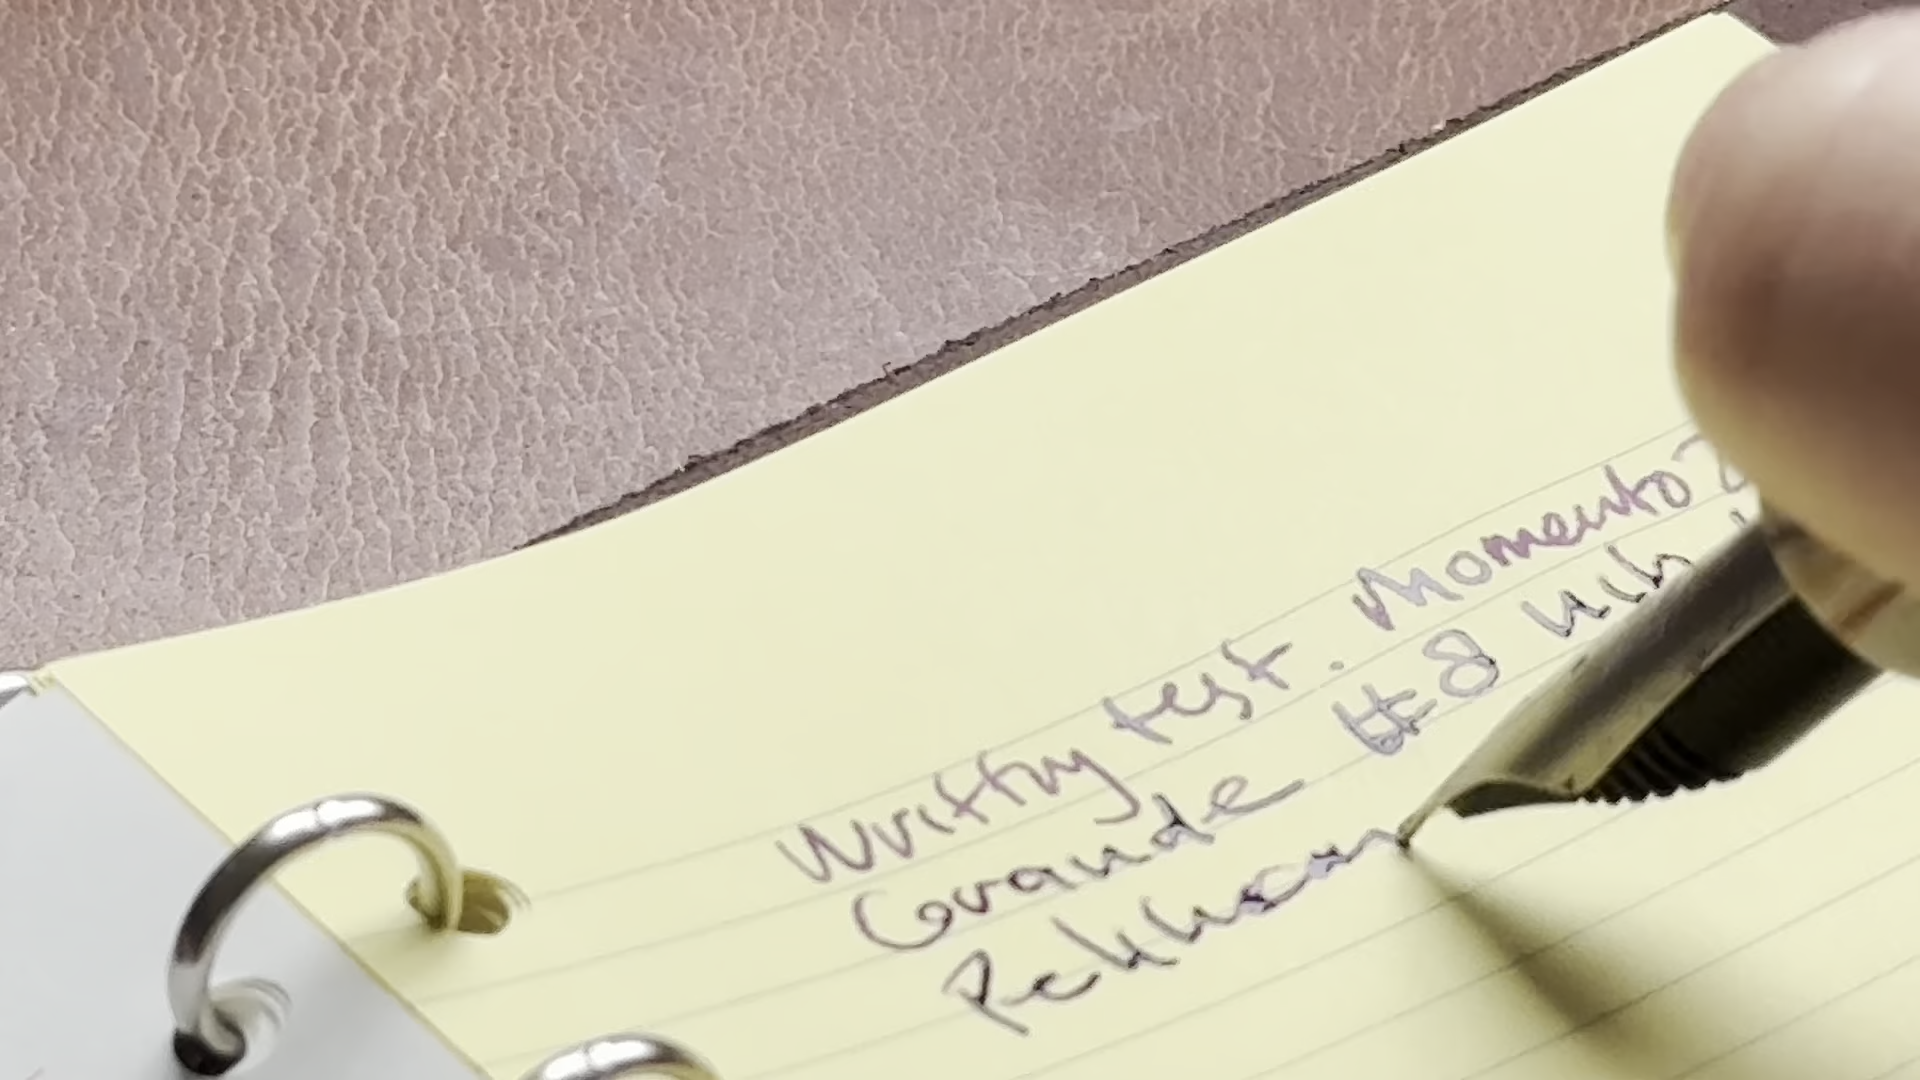 Writing test. Momento
Grande #8 nib
Pelikan